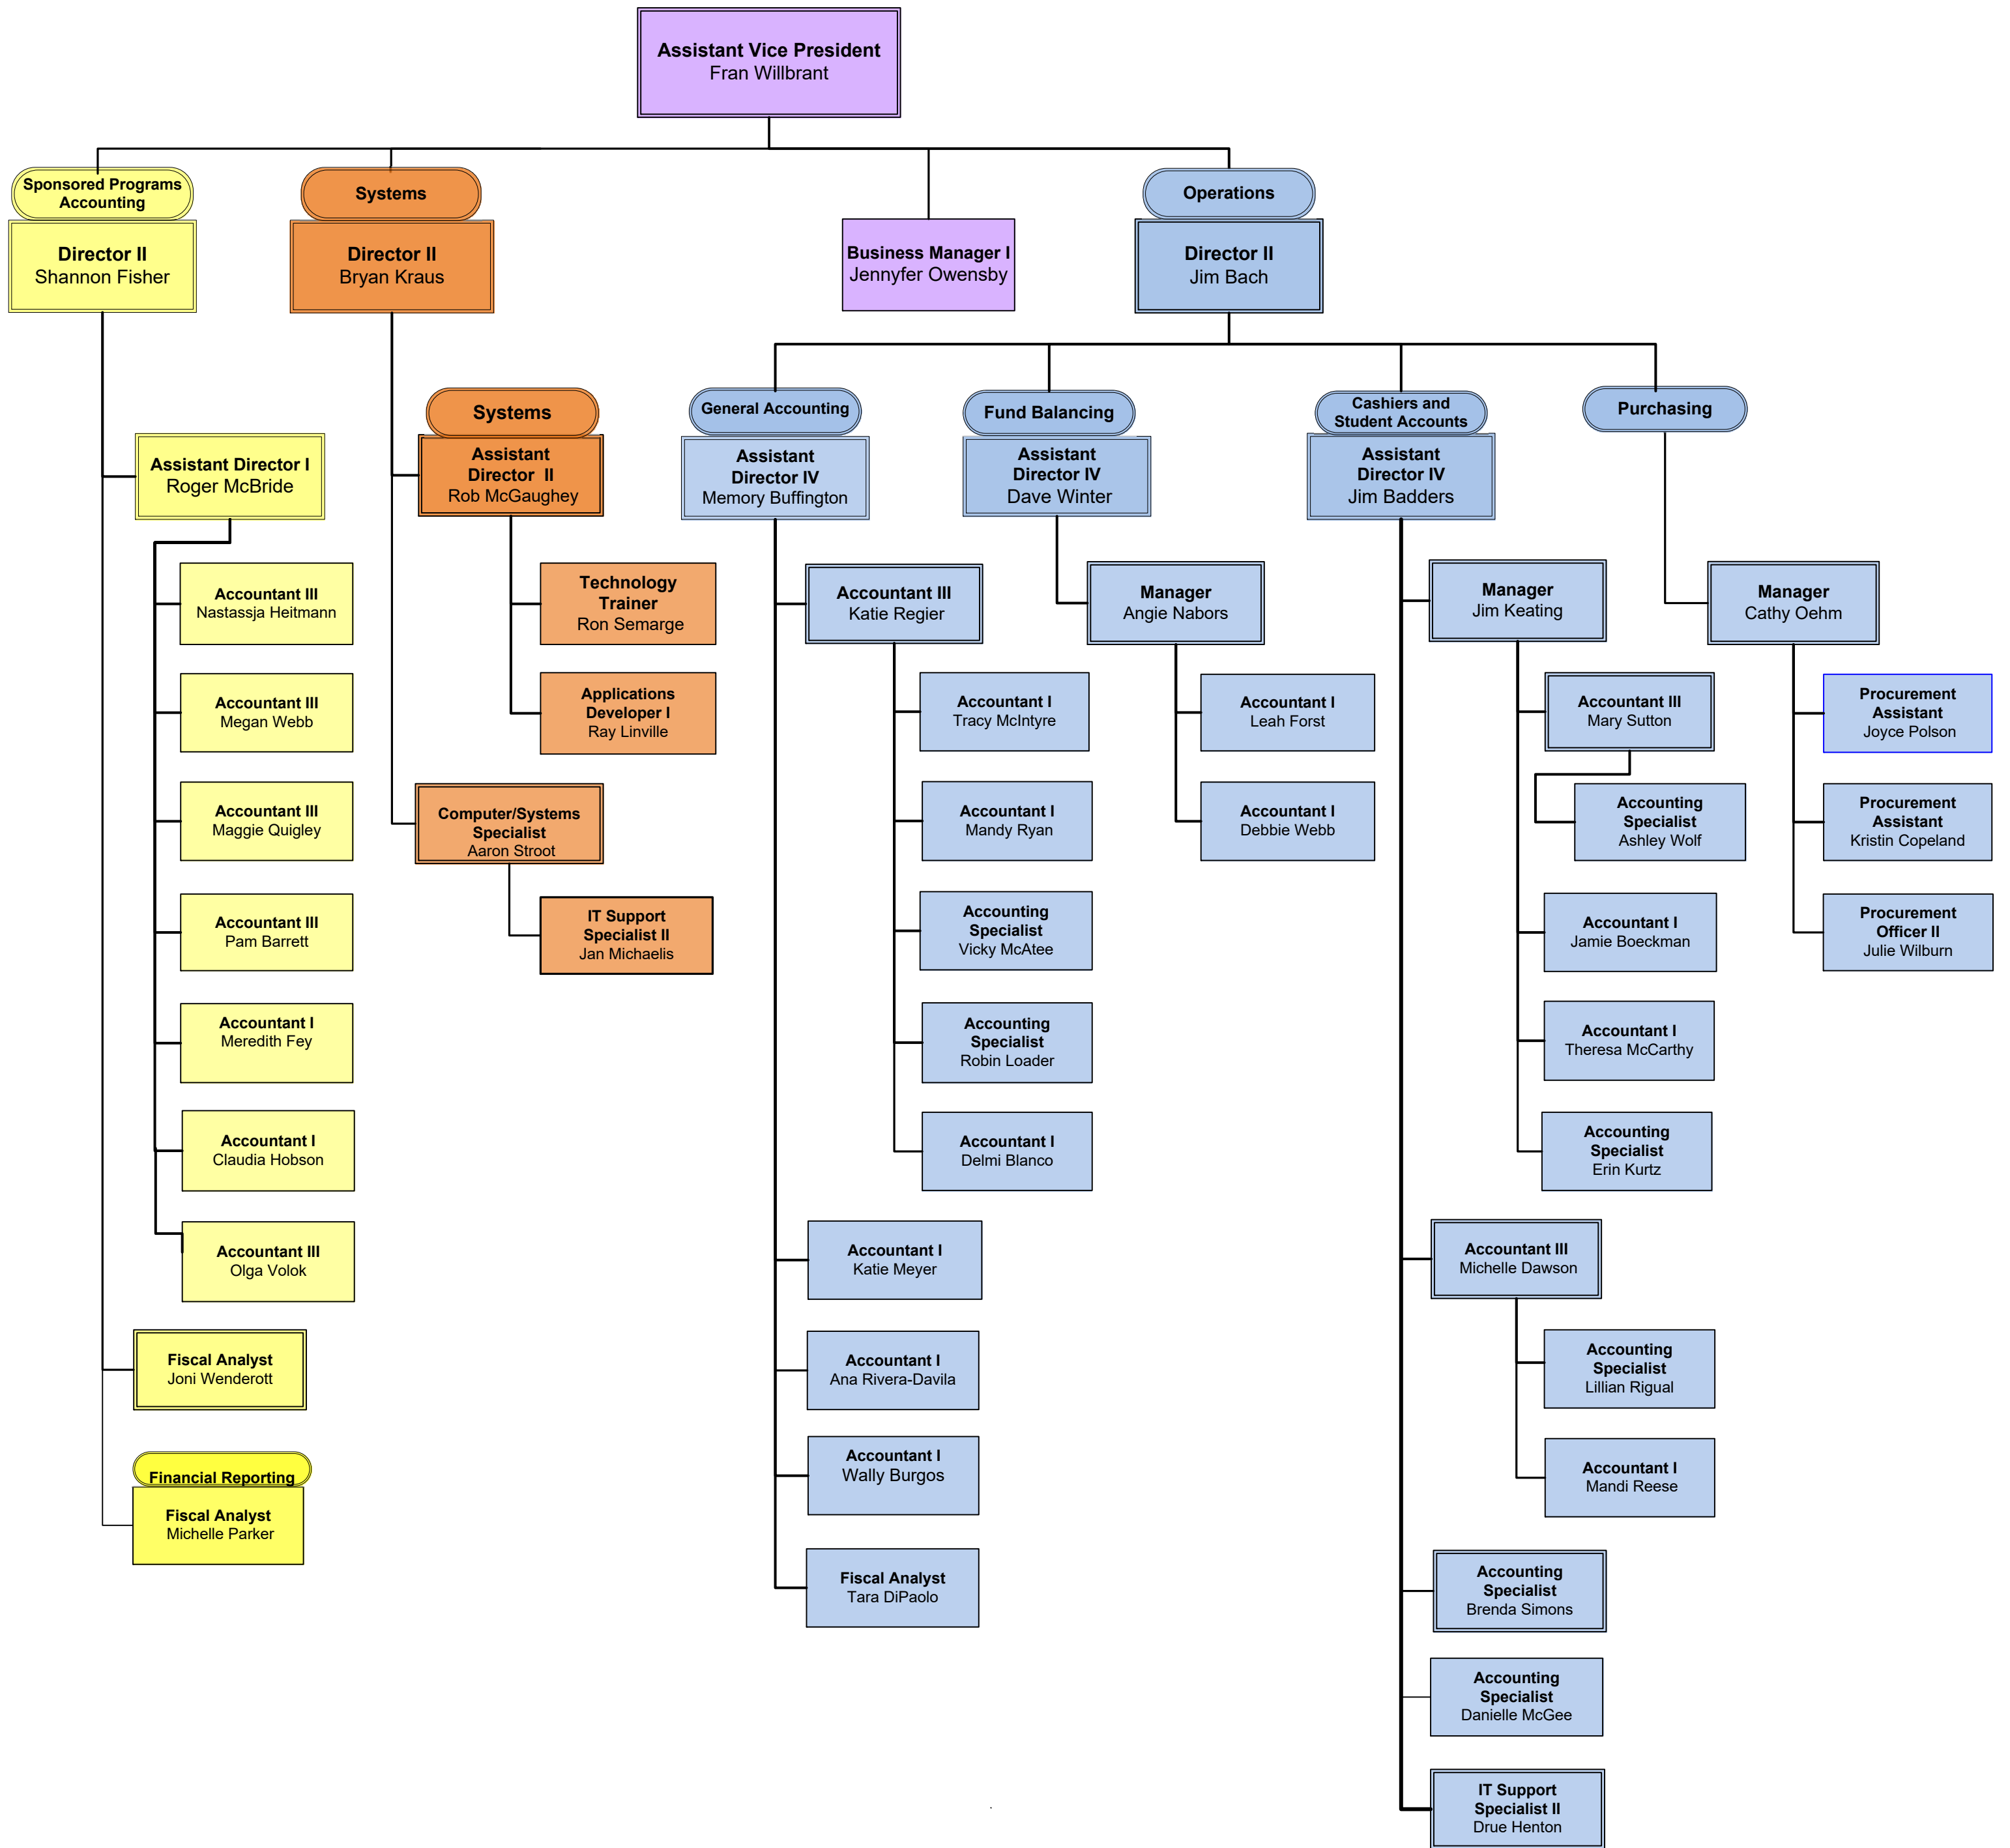 Assistant Vice President
Fran Willbrant
Sponsored Programs
Accounting
Director II
Shannon Fisher
Systems
Director II
Bryan Kraus
Business Manager I
Jennyfer Owensby
Operations
Director II
Jim Bach
Assistant Director I
Roger McBride
Accountant III
Nastassja Heitmann
Accountant III
Megan Webb
Accountant III
Maggie Quigley
Accountant III
Pam Barrett
Accountant I
Meredith Fey
Accountant I
Claudia Hobson
Accountant III
Olga Volok
Fiscal Analyst
Joni Wenderott
Financial Reporting
Fiscal Analyst
Michelle Parker
Systems
Assistant
Director II
Rob McGaughey
Technology
Trainer
Ron Semarge
Applications
Developer I
Ray Linville
Computer/Systems
Specialist
Aaron Stroot
IT Support
Specialist II
Jan Michaelis
General Accounting
Assistant
Director IV
Memory Buffington
Accountant III
Katie Regier
Accountant I
Tracy McIntyre
Accountant I
Mandy Ryan
Accounting
Specialist
Vicky McAtee
Accounting
Specialist
Robin Loader
Accountant I
Delmi Blanco
Accountant I
Katie Meyer
Accountant I
Ana Rivera-Davila
Accountant I
Wally Burgos
Fiscal Analyst
Tara DiPaolo
Fund Balancing
Assistant
Director IV
Dave Winter
Manager
Angie Nabors
Accountant I
Leah Forst
Accountant I
Debbie Webb
Cashiers and
Student Accounts
Assistant
Director IV
Jim Badders
Manager
Jim Keating
Accountant III
Mary Sutton
Accounting
Specialist
Ashley Wolf
Accountant I
Jamie Boeckman
Accountant I
Theresa McCarthy
Accounting
Specialist
Erin Kurtz
Accountant III
Michelle Dawson
Accounting
Specialist
Lillian Rigual
Accountant I
Mandi Reese
Accounting
Specialist
Brenda Simons
Accounting
Specialist
Danielle McGee
IT Support
Specialist II
Drue Henton
Purchasing
Manager
Cathy Oehm
Procurement
Assistant
Joyce Polson
Procurement
Assistant
Kristin Copeland
Procurement
Officer II
Julie Wilburn